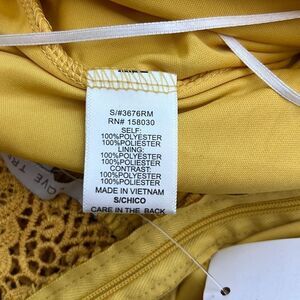 S/#3676RM
RN# 158030
SELF:
100%POLYESTER
100%POLIESTER
LINING:
100%POLYESTER
100%POLIESTER
CONTRAST:
100%POLYESTER
100%POLIESTER
MADE IN VIETNAM
S/CHICO
CARE IN THE BACK